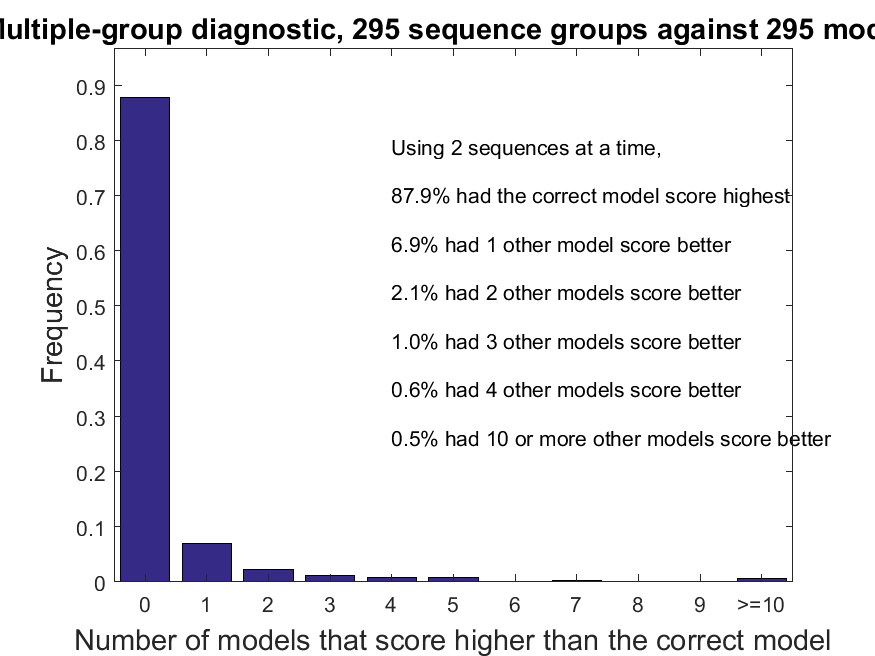 ultiple-group diagnostic, 295 sequence groups against 295 mod
0.9
0.8
0.7
0.6
0.5
0.4
0.3
0.2
0.1
0
Frequency
Using 2 sequences at a time,
87.9% had the correct model score highest
6.9% had 1 other model score better
2.1% had 2 other models score better
1.0% had 3 other models score better
0.6% had 4 other models score better
0.5% had 10 or more other models score better
0 1 2 3 4 5 6 7 8 9 >=10
Number of models that score higher than the correct model